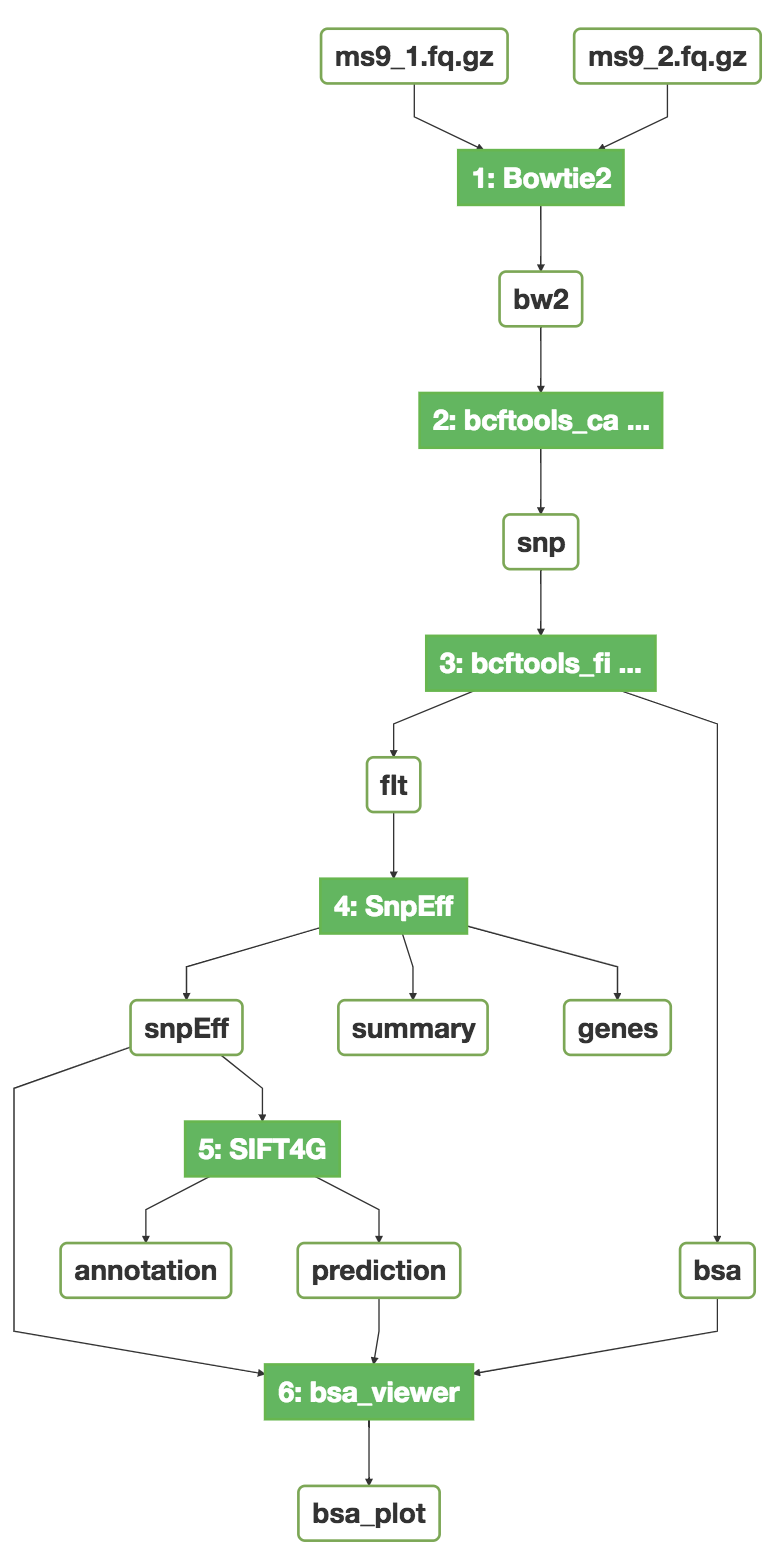 ms9_1.fq.gz
ms9_2.fq.gz
1: Bowtie2
bw2
2: bcftools_ca ...
snp
3: bcftools_fi ...
flt
4: SnpEff
snpEff
summary
genes
5: SIFT4G
annotation
prediction
bsa
6: bsa_viewer
bsa_plot